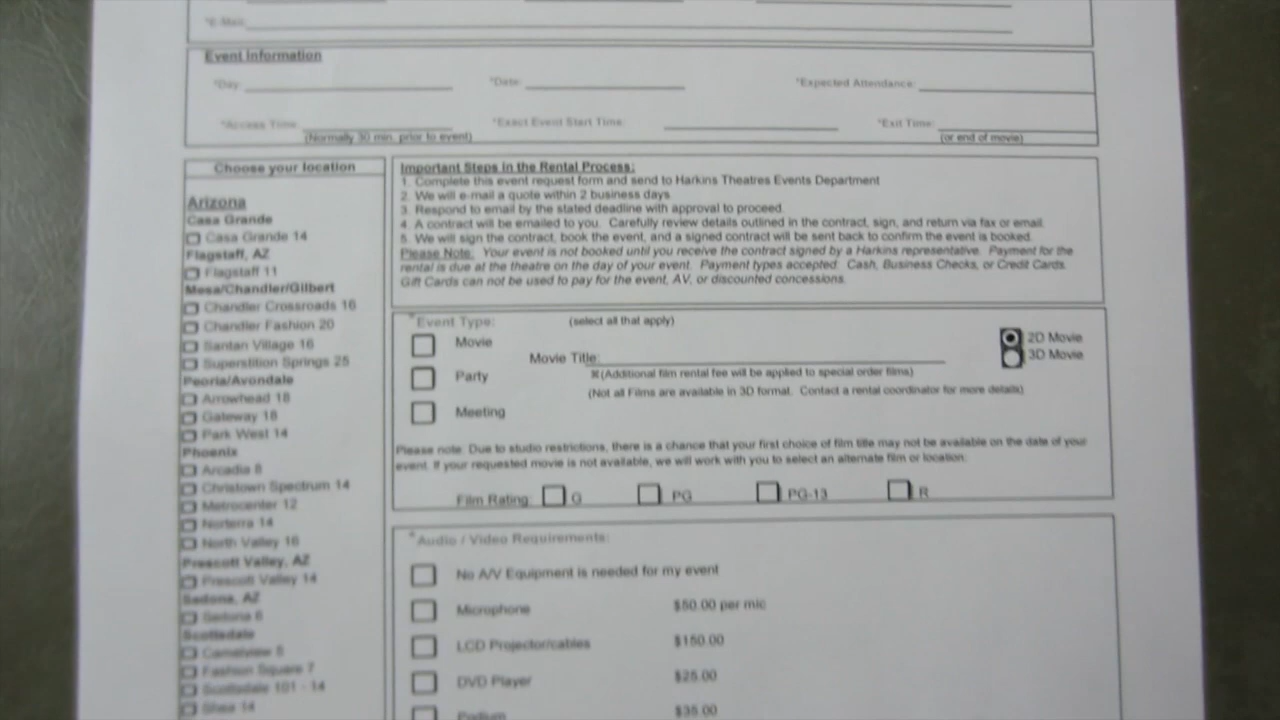 *E-Mail:
Event Information
*Day: *Date: *Expected Attendance:
*Access Time: *Exact Event Start Time: *Exit Time:
(Normally 30 min. prior to event) (or end of movie)
Choose your location
Arizona
Casa Grande
Casa Grande 14
Flagstaff, AZ
Flagstaff 11
Mesa/Chandler/Gilbert
Chandler Crossroads 16
Chandler Fashion 20
Santan Village 16
Superstition Springs 25
Peoria/Avondale
Arrowhead 18
Gateway 18
Park West 14
Phoenix
Arcadia 8
Christown Spectrum 14
Metrocenter 12
Norterra 14
North Valley 16
Prescott Valley, AZ
Prescott Valley 14
Sedona, AZ
Sedona 6
Scottsdale
Camelview 5
Fashion Square 7
Scottsdale 101 - 14
Shea 14
Important Steps in the Rental Process:
1. Complete this event request form and send to Harkins Theatres Events Department
2. We will e-mail a quote within 2 business days
3. Respond to email by the stated deadline with approval to proceed.
4. A contract will be emailed to you. Carefully review details outlined in the contract, sign, and return via fax or email.
5. We will sign the contract, book the event, and a signed contract will be sent back to confirm the event is booked.
Please Note: Your event is not booked until you receive the contract signed by a Harkins representative. Payment for the
rental is due at the theatre on the day of your event. Payment types accepted: Cash, Business Checks, or Credit Cards.
Gift Cards can not be used to pay for the event, AV, or discounted concessions.
*Event Type: (select all that apply)
Movie 2D Movie
Movie Title: 3D Movie
Party ※(Additional film rental fee will be applied to special order films)
(Not all Films are available in 3D format. Contact a rental coordinator for more details)
Meeting
Please note: Due to studio restrictions, there is a chance that your first choice of film title may not be available on the date of your
event. If your requested movie is not available, we will work with you to select an alternate film or location.
Film Rating: G PG PG-13 R
*Audio / Video Requirements:
No A/V Equipment is needed for my event
Microphone $50.00 per mic
LCD Projector/cables $150.00
DVD Player $25.00
Podium $35.00